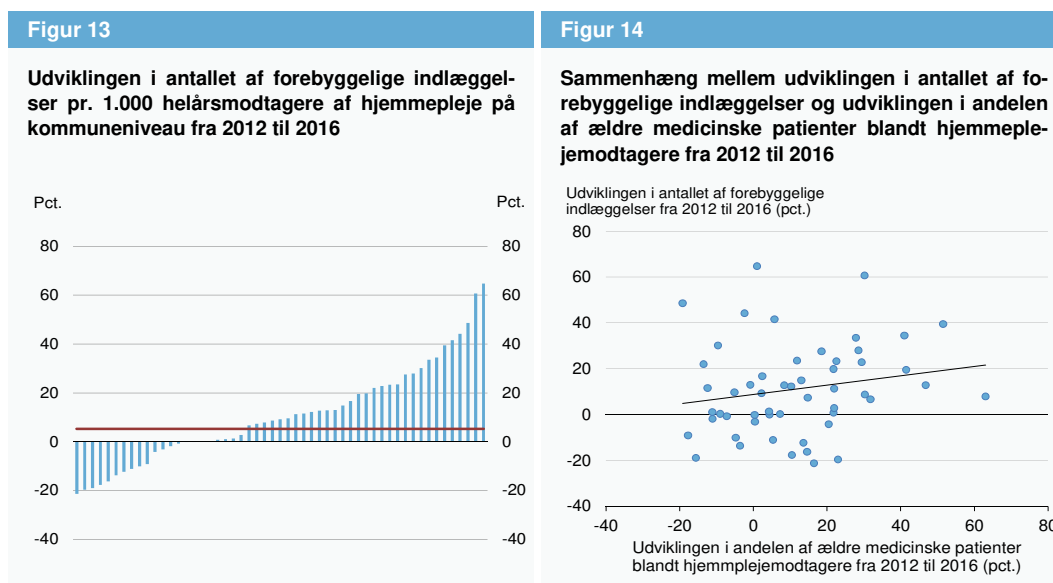 Figur 13
Udviklingen i antallet af forebyggelige indlæggel-
ser pr. 1.000 helårsmodtagere af hjemmepleje på
kommuneniveau fra 2012 til 2016
Pct.
Pct.
80
80
60
60
40
40
20
20
0
0
-20
-20
-40
-40
Figur 14
Sammenhæng mellem udviklingen i antallet af fo-
rebyggelige indlæggelser og udviklingen i andelen
af ældre medicinske patienter blandt hjemmeple-
jemodtagere fra 2012 til 2016
Udviklingen i antallet af forebyggelige
indlæggelser fra 2012 til 2016 (pct.)
80
60
40
20
0
-20
-40
-40 -20 0 20 40 60 80
Udviklingen i andelen af ældre medicinske patienter
blandt hjemmplejemodtagere fra 2012 til 2016 (pct.)